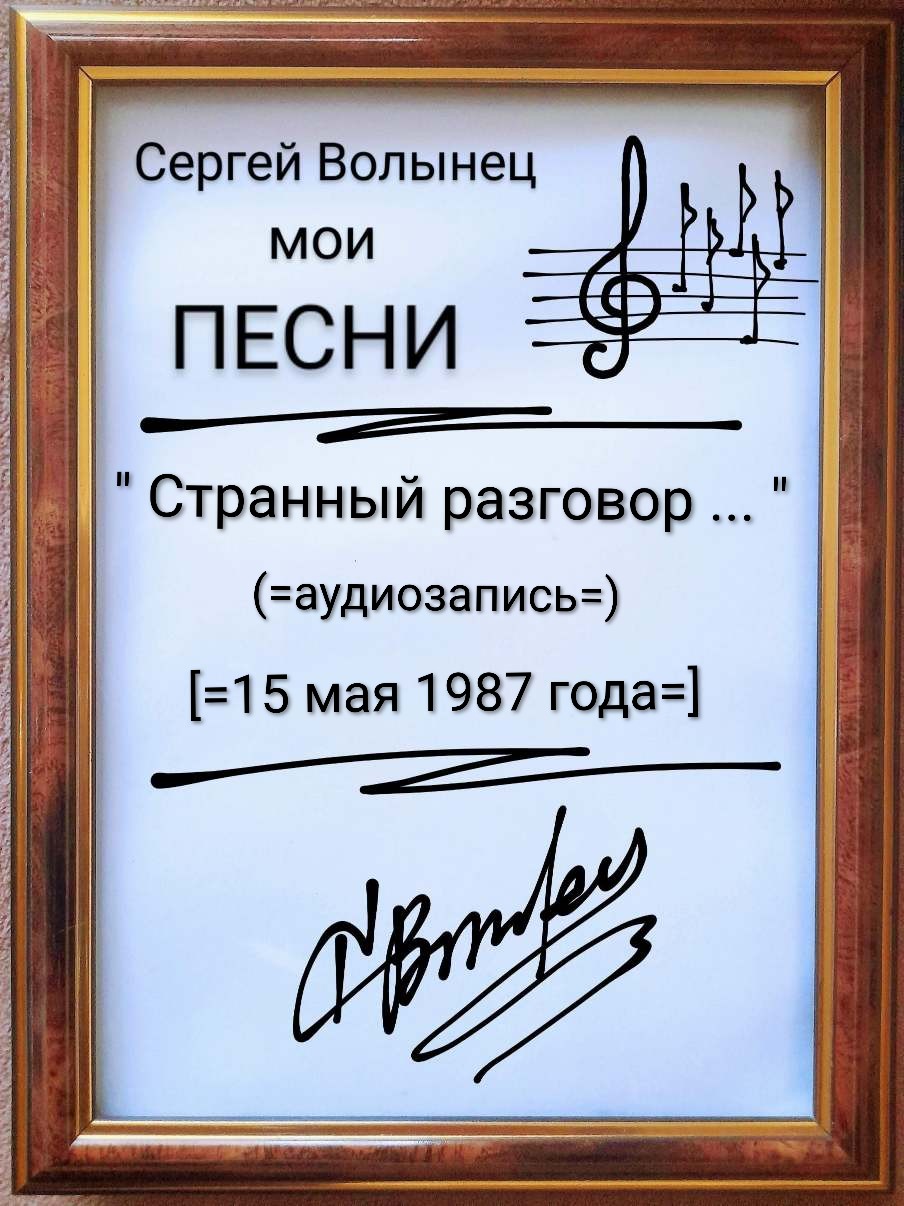 Сергей Волынец
мои
ПЕСНИ
" Странный разговор ... "
(=аудиозапись=)
[=15 мая 1987 года=]